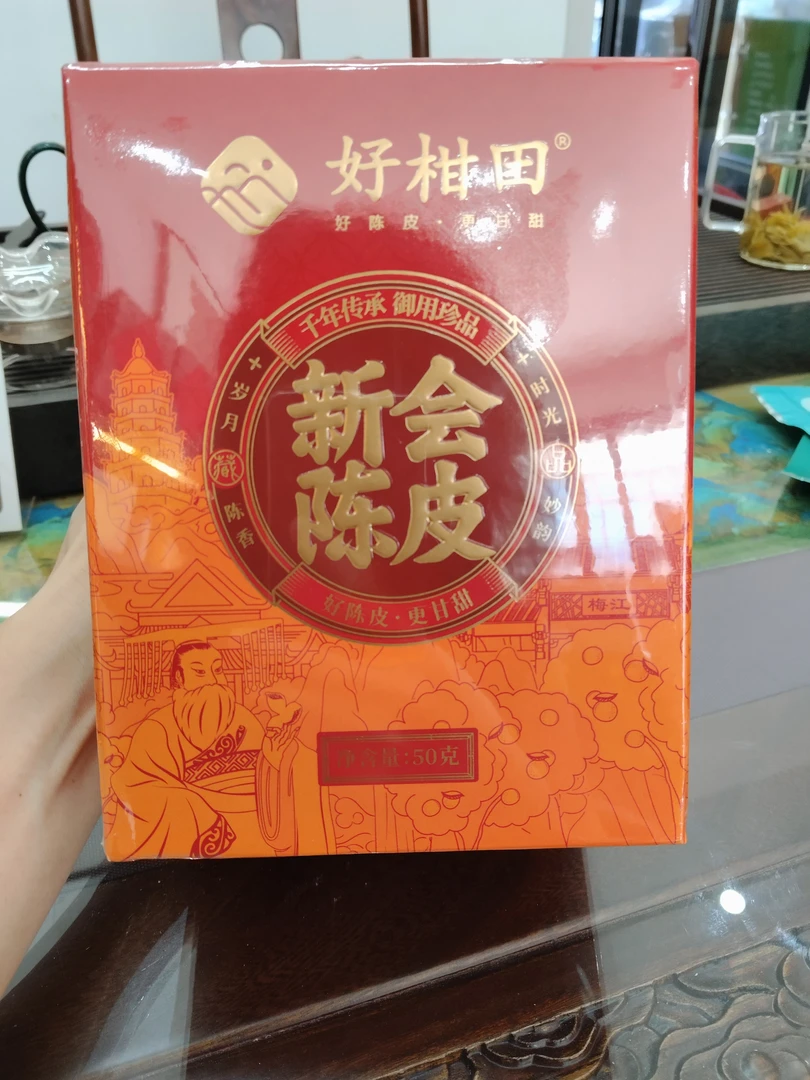 好柑田®
好陈皮·更甘甜
千年传承 御用珍品
岁月
藏
陈香
时光
品
新会
陈皮
好陈皮·更甘甜
梅江
净含量:50克